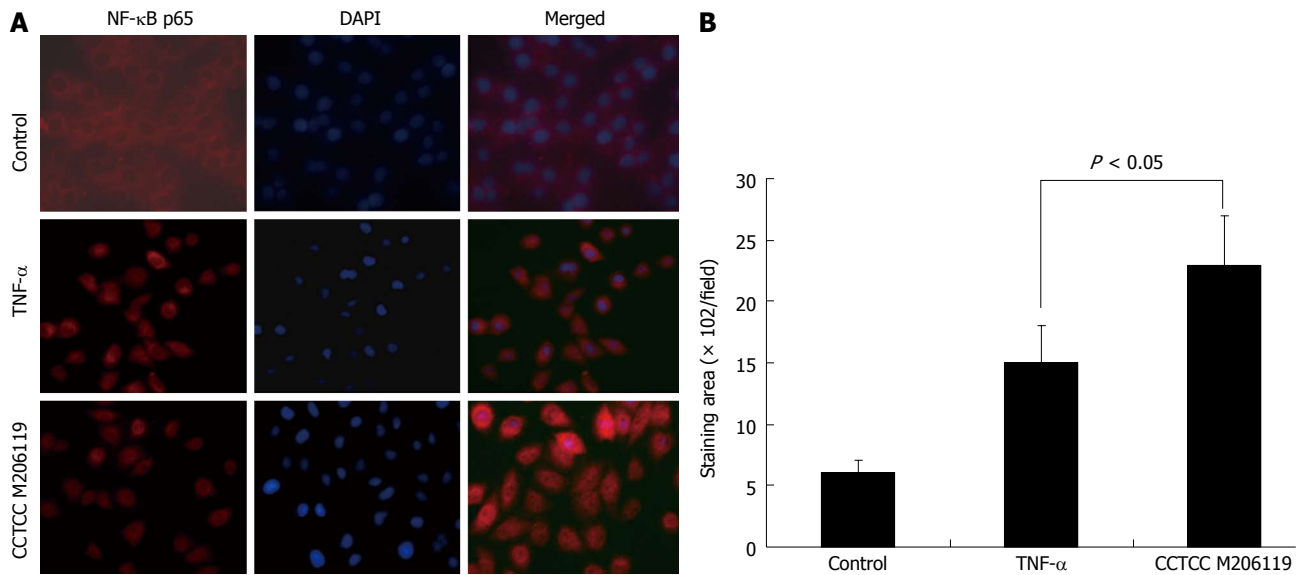 A
NF-κB p65 DAPI Merged
Control
TNF-α
CCTCC M206119
B
P < 0.05
Staining area (× 102/field)
30
25
20
15
10
5
0
Control TNF-α CCTCC M206119